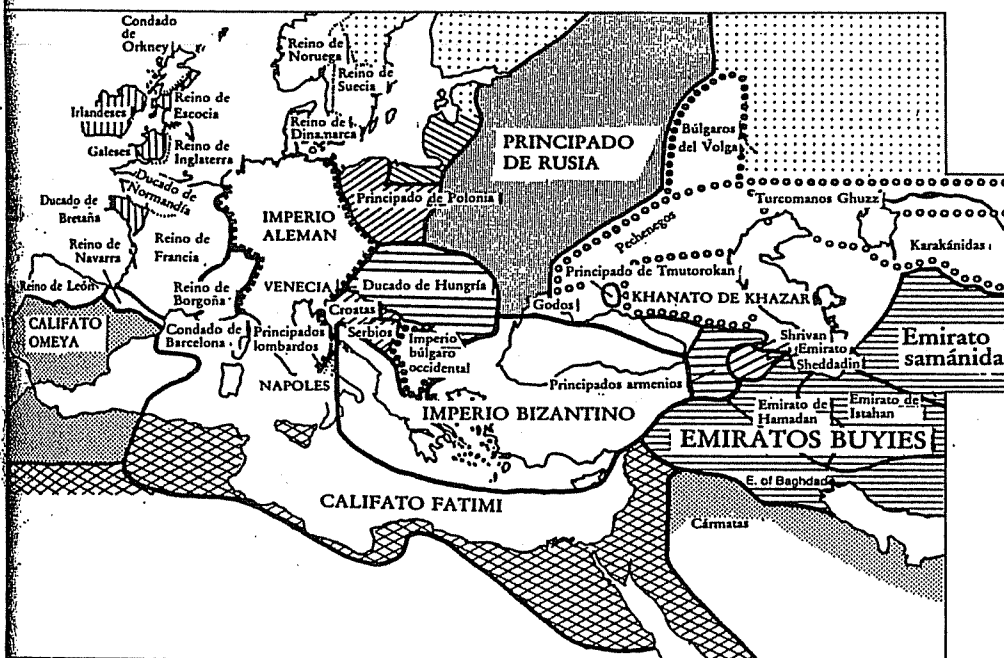 Condado
de
Orkney
Reino de
Noruega
Reino de
Suecia
Irlandeses
Reino de
Escocia
Reino de
Dinamarca
Galeses
Reino de
Inglaterra
PRINCIPADO
DE RUSIA
Búlgaros
del Volga
Ducado de
Normandía
Ducado de
Bretaña
IMPERIO
ALEMAN
Principado de Polonia
Turcomanos Ghuzz
Reino de
Navarra
Reino de
Francia
Pechenegos
Karakánidas
Reino de León
Reino de
Borgoña
VENECIA
Ducado de Hungría
Principado de Tmutorokan
Godos
KHANATO DE KHAZAR
CALIFATO
OMEYA
Condado de
Barcelona
Principados
lombardos
Croatas
Serbios
Imperio
búlgaro
occidental
Shrivan
Emirato
Sheddadin
Emirato
samánida
NAPOLES
Principados armenios
IMPERIO BIZANTINO
Emirato de
Hamadan
Emirato de
Istahan
EMIRATOS BUYIES
E. of Baghdad
CALIFATO FATIMI
Cármatas